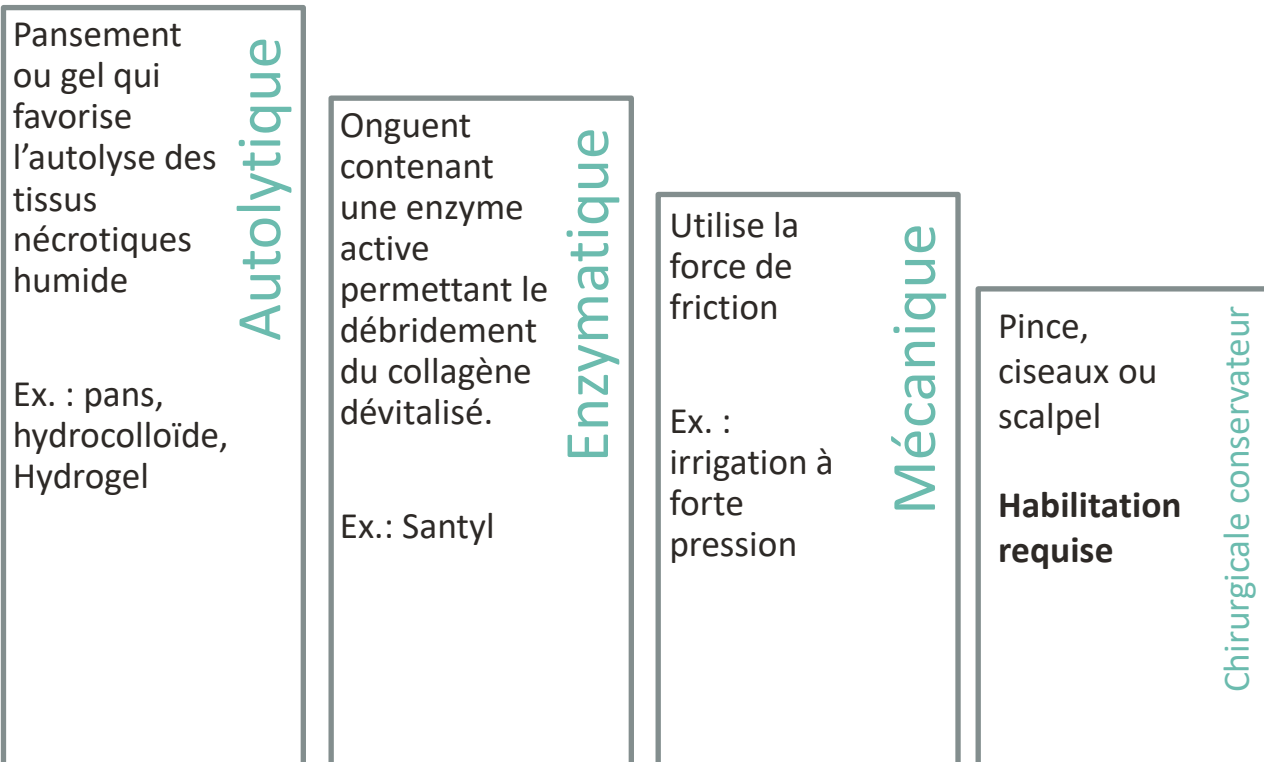 Pansement
ou gel qui
favorise
l’autolyse des
tissus
nécrotiques
humide
Ex. : pans,
hydrocolloïde,
Hydrogel
Autolytique
Onguent
contenant
une enzyme
active
permettant le
débridement
du collagène
dévitalisé.
Ex.: Santyl
Enzymatique
Utilise la
force de
friction
Ex. :
irrigation à
forte
pression
Mécanique
Pince,
ciseaux ou
scalpel
Habilitation
requise
Chirurgicale conservateur